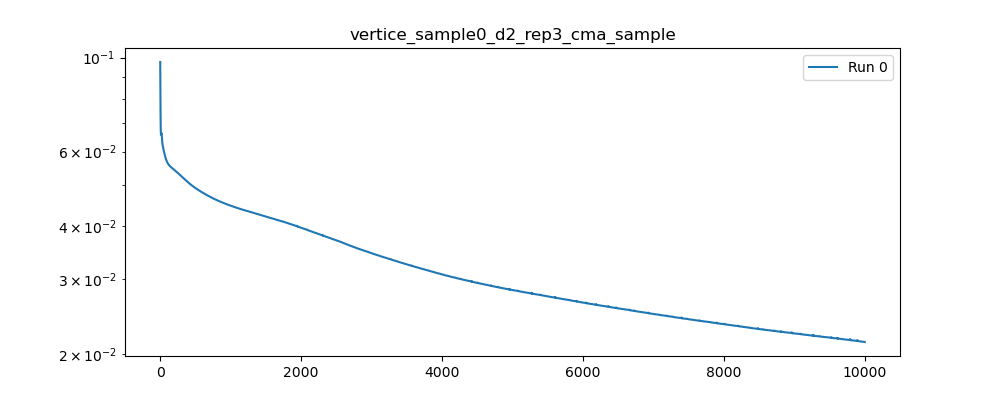 vertice_sample0_d2_rep3_cma_sample
Run 0
10⁻¹
6 × 10⁻²
4 × 10⁻²
3 × 10⁻²
2 × 10⁻²
0 2000 4000 6000 8000 10000